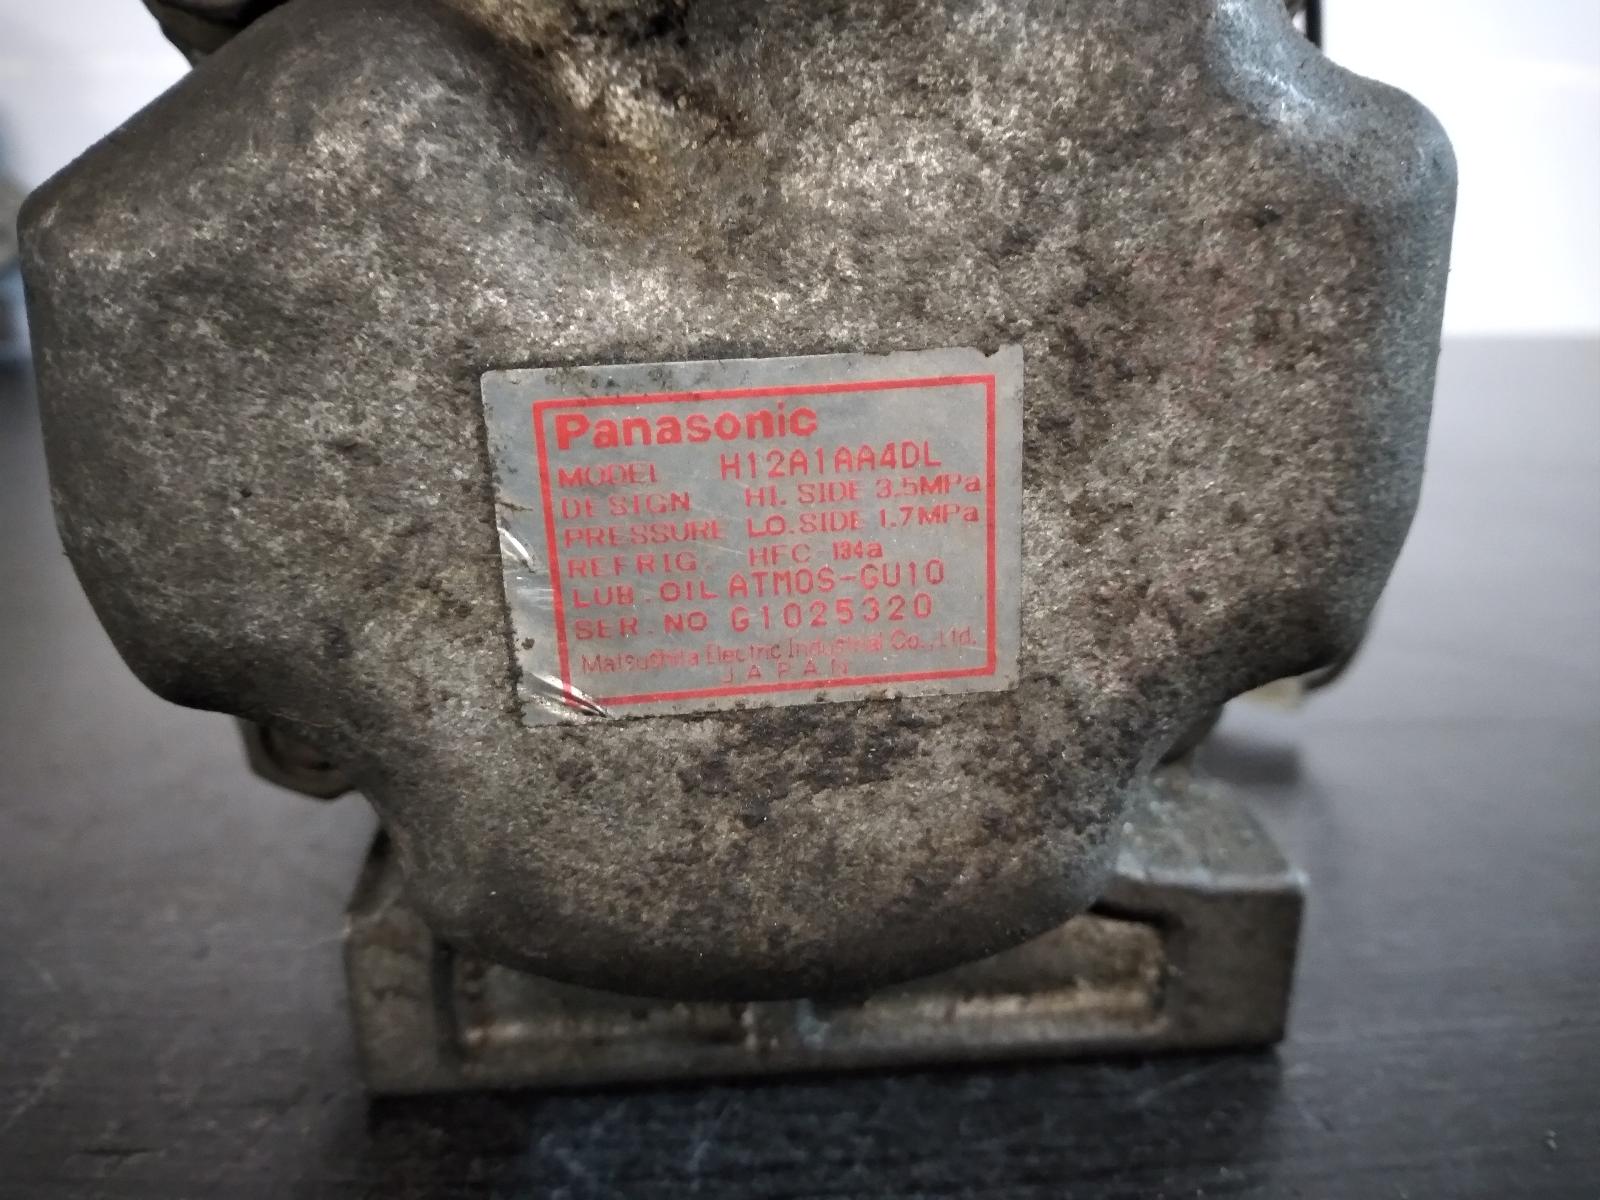 Panasonic
MODEL H12A1AA4DL
DESIGN HI. SIDE 3.5MPa
PRESSURE LO. SIDE 1.7MPa
REFRIG. HFC-134a
LUB. OIL ATMOS-GU10
SER. NO G1025320
Matsushita Electric Industrial Co., Ltd.
JAPAN